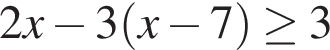 2x − 3(x − 7) ≥ 3